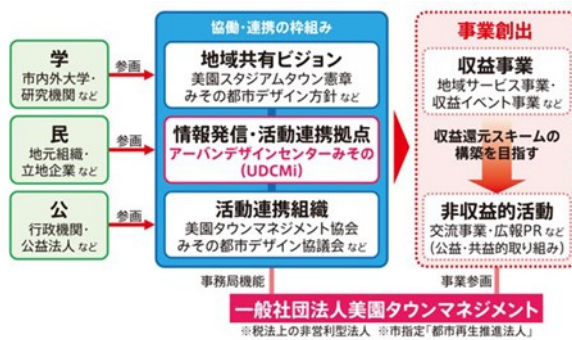 協働・連携の枠組み
学
市内外大学・
研究機関 など
参画
民
地元組織・
立地企業 など
参画
公
行政機関・
公益法人 など
参画
地域共有ビジョン
美園スタジアムタウン憲章
みその都市デザイン方針 など
情報発信・活動連携拠点
アーバンデザインセンターみその
(UDCMi)
活動連携組織
美園タウンマネジメント協会
みその都市デザイン協議会 など
事業創出
収益事業
地域サービス事業・
収益イベント事業 など
収益還元スキームの
構築を目指す
非収益的活動
交流事業・広報PR など
(公益・共益的取り組み)
事務局機能
事業参画
一般社団法人美園タウンマネジメント
※税法上の非営利型法人 ※市指定「都市再生推進法人」